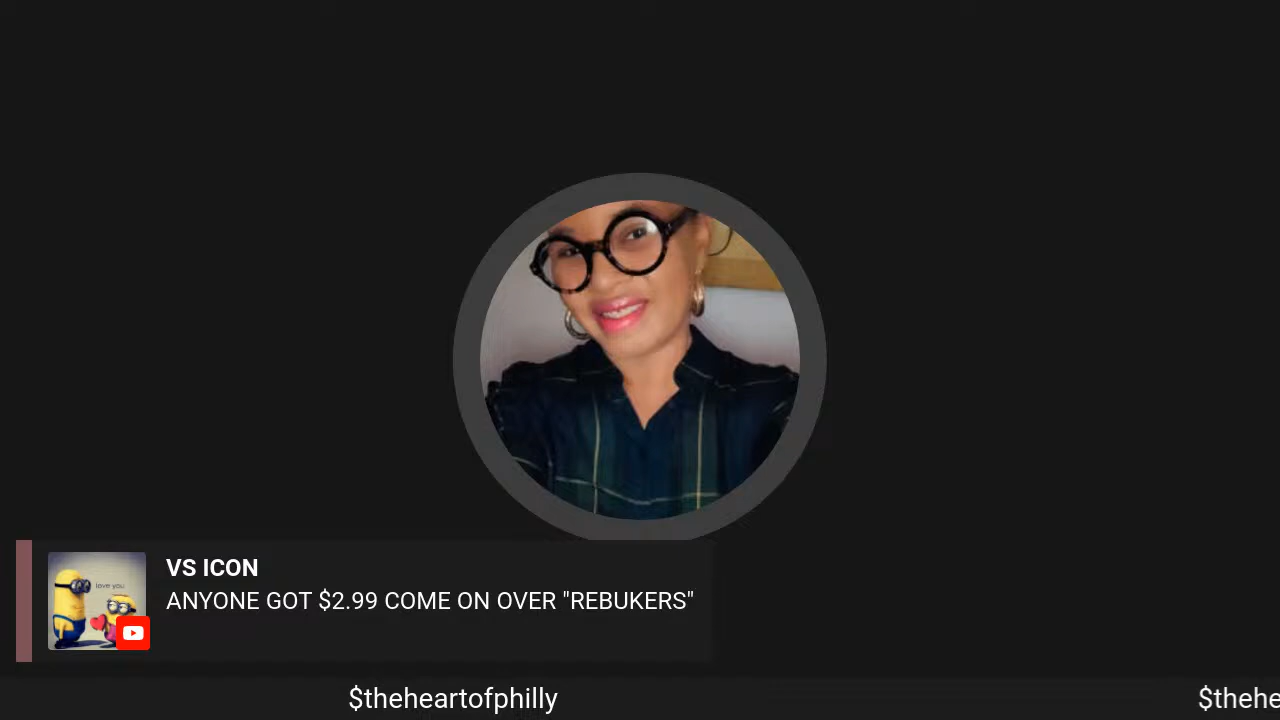 love you.
VS ICON
ANYONE GOT $2.99 COME ON OVER "REBUKERS"
$theheartofphilly $thehe